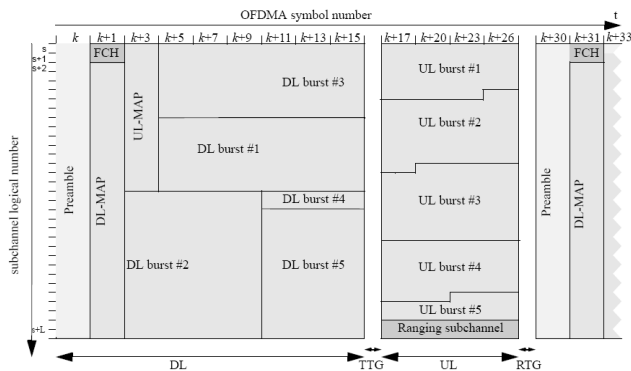 OFDMA symbol number
t
k k+1 k+3 k+5 k+7 k+9 k+11 k+13 k+15 k+17 k+20 k+23 k+26 k+30 k+31 k+33
s
s+1
s+2
s+L
subchannel logical number
Preamble
FCH
DL-MAP
UL-MAP
DL burst #3
DL burst #1
DL burst #4
DL burst #2
DL burst #5
UL burst #1
UL burst #2
UL burst #3
UL burst #4
UL burst #5
Ranging subchannel
Preamble
FCH
DL-MAP
DL TTG UL RTG